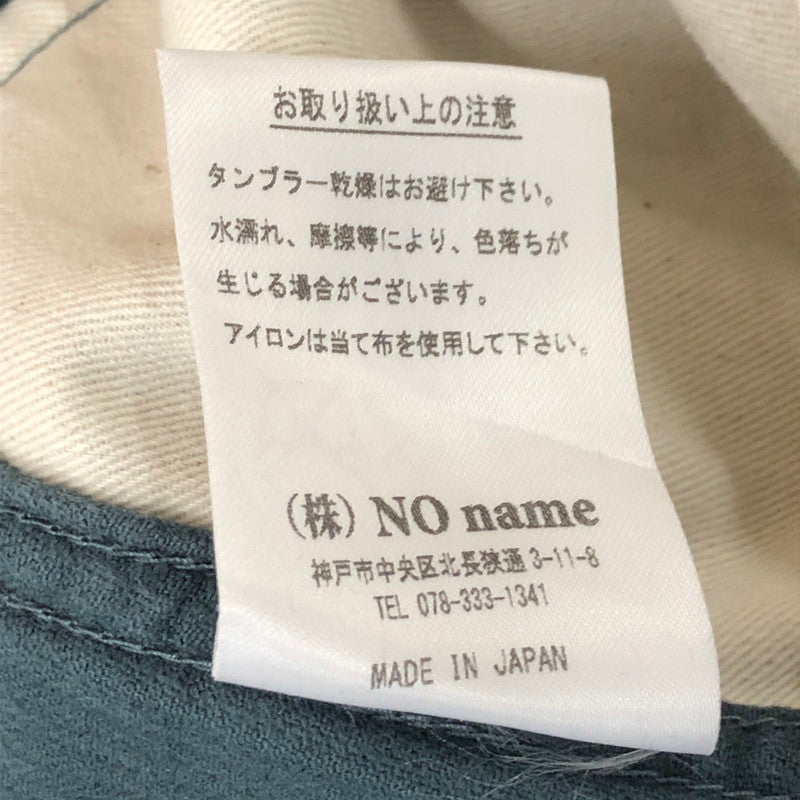 お取り扱い上の注意
タンブラー乾燥はお避け下さい。
水濡れ、摩擦等により、色落ちが
生じる場合がございます。
アイロンは当て布を使用して下さい。
（株）NO name
神戸市中央区北長狭通 3-11-8
TEL 078-333-1341
MADE IN JAPAN